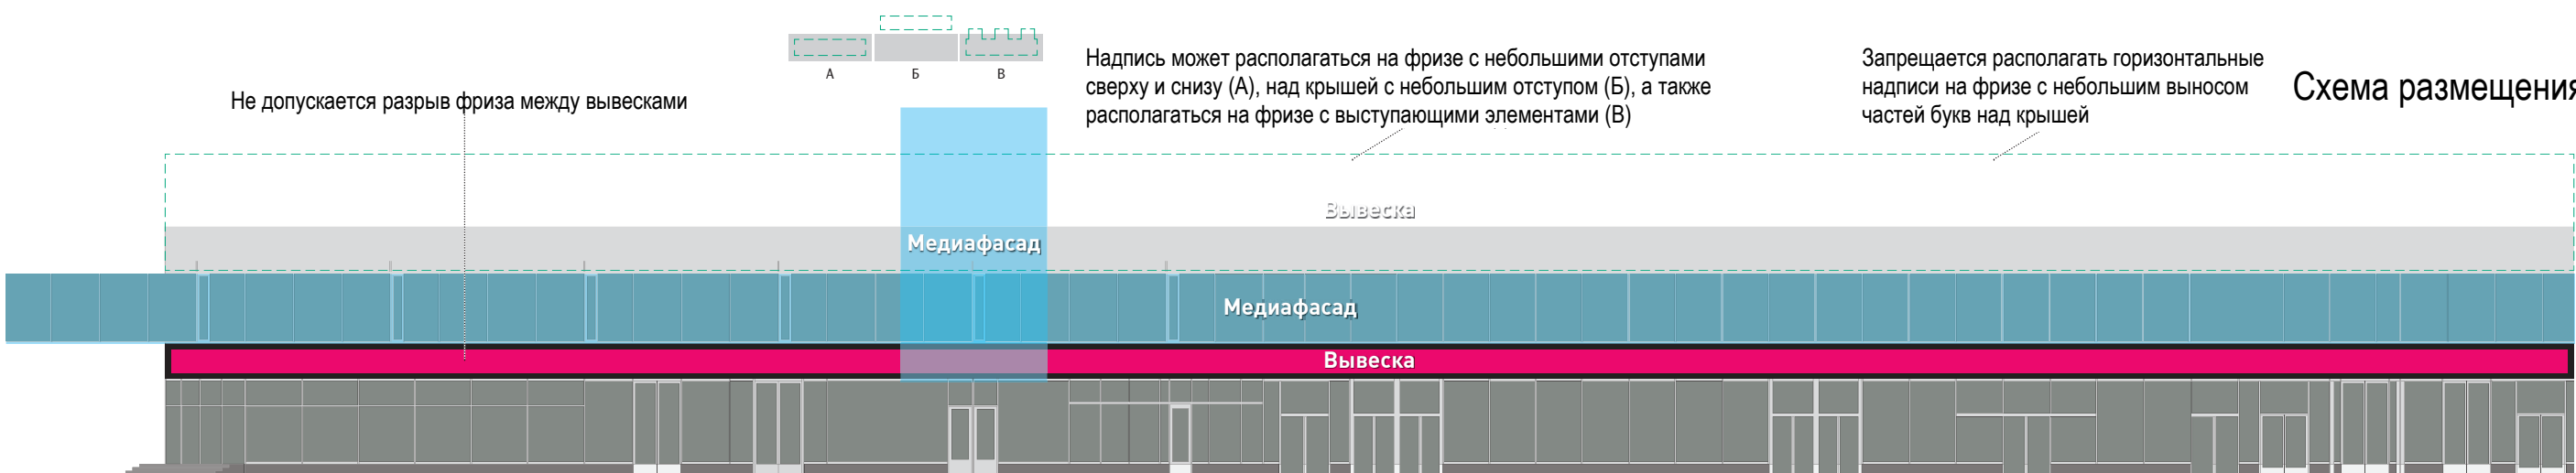 А Б В
Надпись может располагаться на фризе с небольшими отступами
сверху и снизу (А), над крышей с небольшим отступом (Б), а также
располагаться на фризе с выступающими элементами (В)
Запрещается располагать горизонтальные
надписи на фризе с небольшим выносом
частей букв над крышей
Схема размещения
Не допускается разрыв фриза между вывесками
Вывеска
Медиафасад
Медиафасад
Вывеска